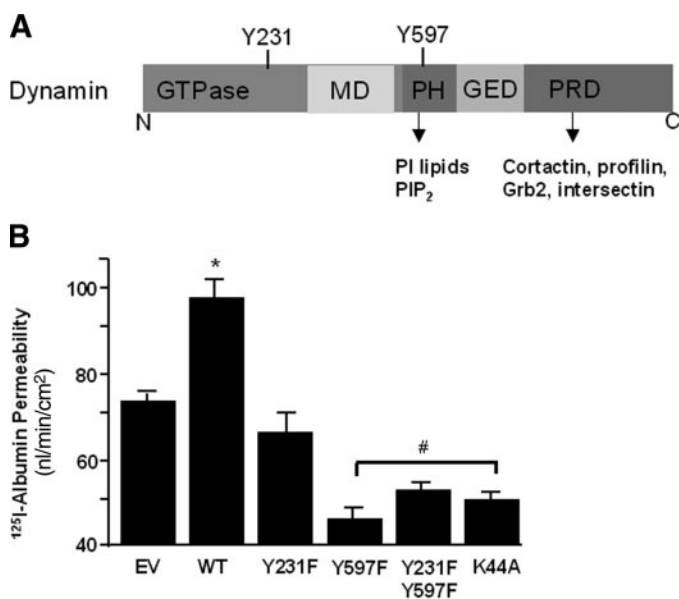 A
Y231
Y597
Dynamin
GTPase
MD
PH
GED
PRD
N
C
PI lipids
PIP₂
Cortactin, profilin,
Grb2, intersectin
B
¹²⁵I-Albumin Permeability
(nl/min/cm²)
100
80
60
40
*
#
EV
WT
Y231F
Y597F
Y231F
Y597F
K44A